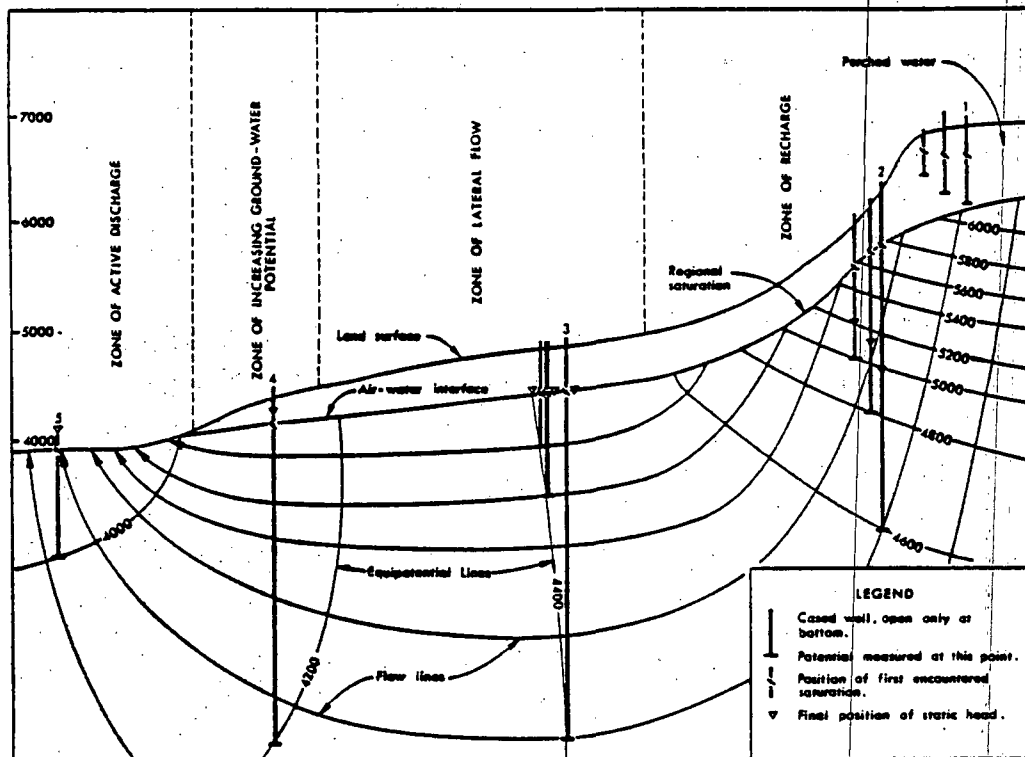 7000
6000
5000
4000
ZONE OF ACTIVE DISCHARGE
ZONE OF INCREASING GROUND-WATER
POTENTIAL
ZONE OF LATERAL FLOW
ZONE OF RECHARGE
Perched water
1
2
3
4
5
Land surface
Air-water interface
Regional
saturation
6000
5800
5600
5400
5200
5000
4800
4600
4400
4200
4000
Equipotential Lines
Flow lines
LEGEND
Cased well, open only at
bottom.
Potential measured at this point.
Position of first encountered
saturation.
Final position of static head.